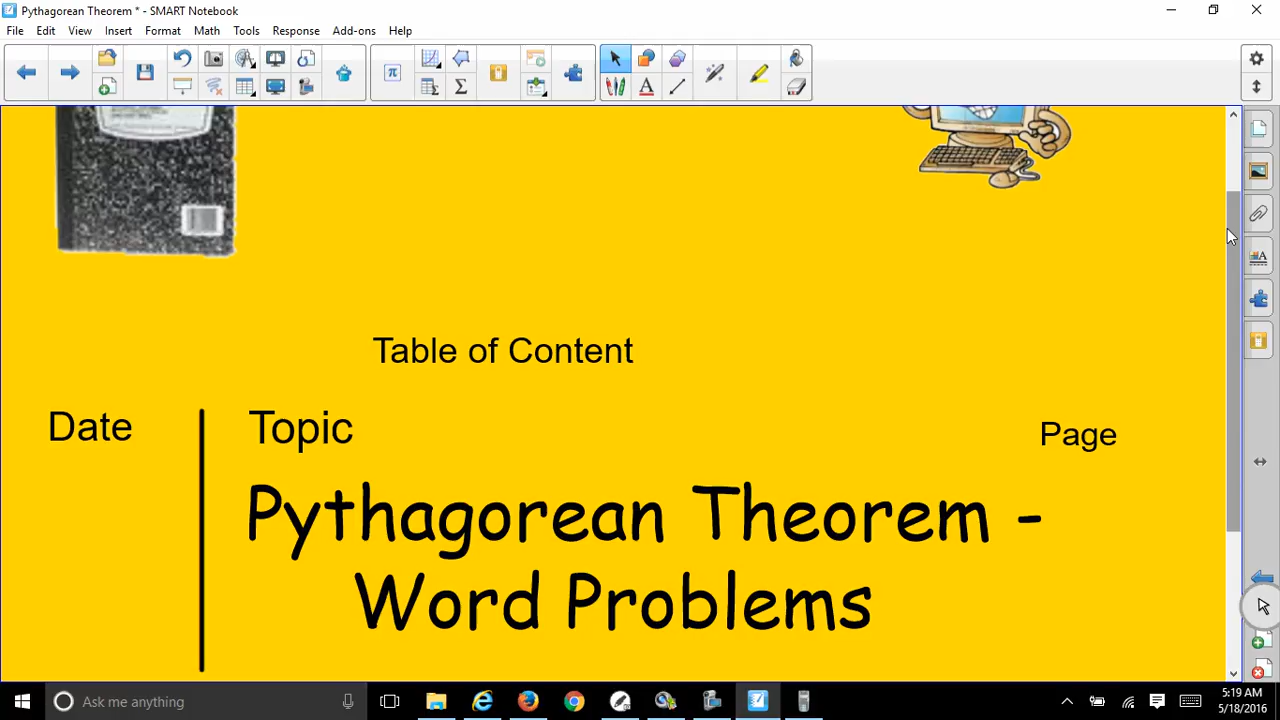 Pythagorean Theorem * - SMART Notebook
File Edit View Insert Format Math Tools Response Add-ons Help
Table of Content
Date Topic Page
Pythagorean Theorem -
Word Problems
Ask me anything
5:19 AM
5/18/2016